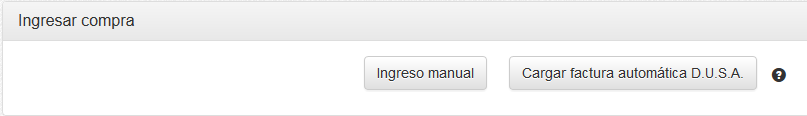 Ingresar compra
Ingreso manual
Cargar factura automática D.U.S.A.
?